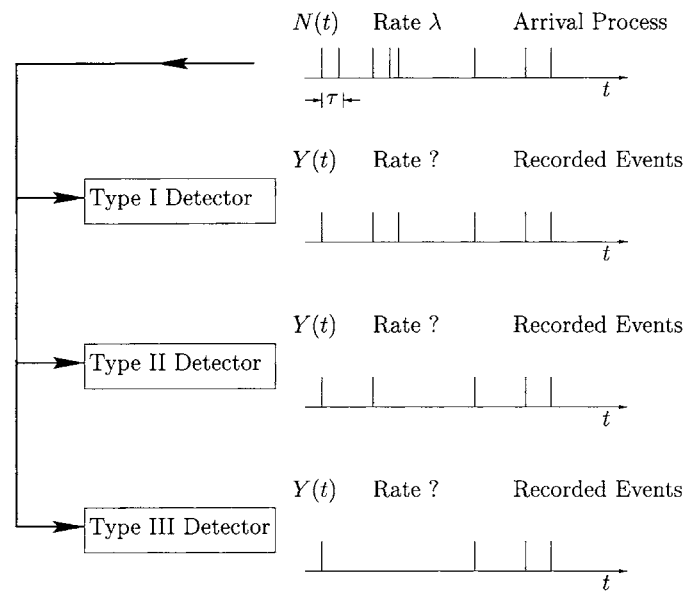 N(t) Rate λ Arrival Process
t
τ
Y(t) Rate ? Recorded Events
Type I Detector
t
Y(t) Rate ? Recorded Events
Type II Detector
t
Y(t) Rate ? Recorded Events
Type III Detector
t